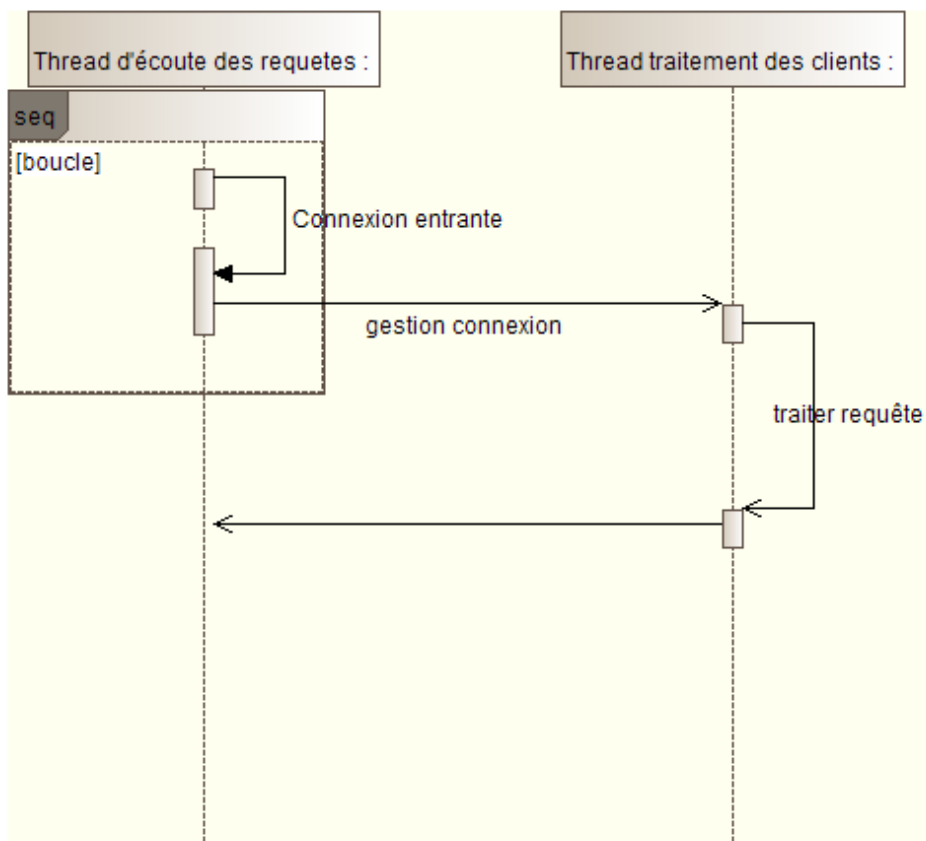 Thread d'écoute des requetes :
Thread traitement des clients :
seq
[boucle]
Connexion entrante
gestion connexion
traiter requête